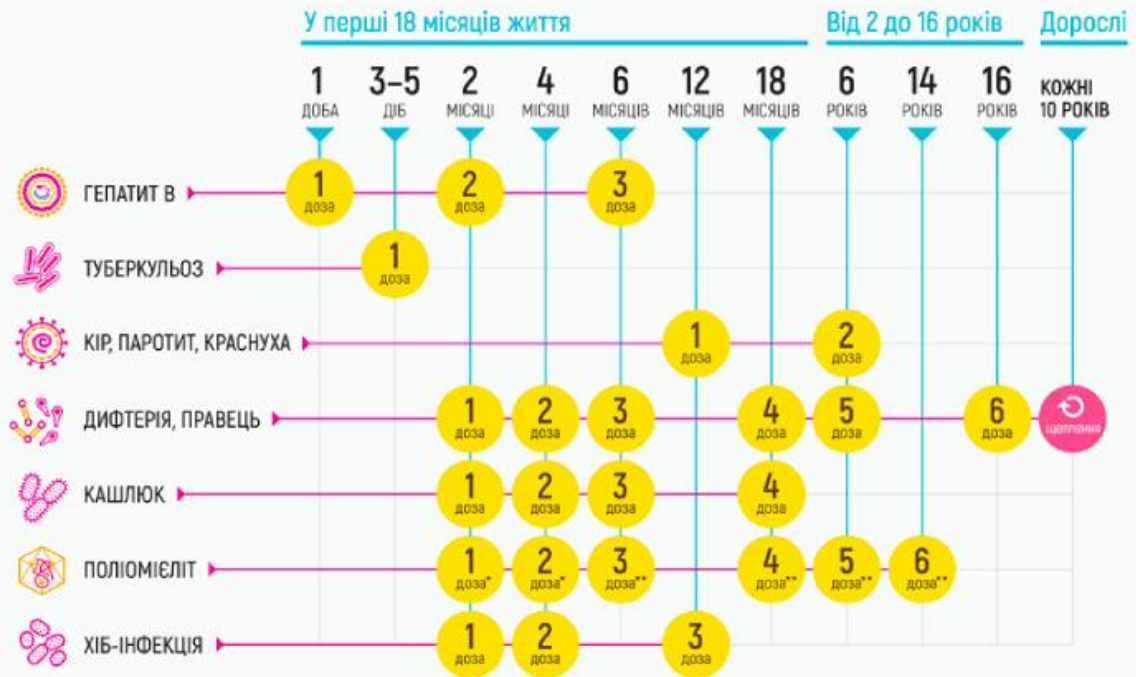 У перші 18 місяців життя
Від 2 до 16 років
Дорослі
1 3–5 2 4 6 12 18 6 14 16 КОЖНІ
ДОБА ДІБ МІСЯЦІ МІСЯЦІ МІСЯЦІВ МІСЯЦІВ МІСЯЦІВ РОКІВ РОКІВ РОКІВ 10 РОКІВ
ГЕПАТИТ В 1 доза 2 доза 3 доза
ТУБЕРКУЛЬОЗ 1 доза
КІР, ПАРОТИТ, КРАСНУХА 1 доза 2 доза
ДИФТЕРІЯ, ПРАВЕЦЬ 1 доза 2 доза 3 доза 4 доза 5 доза 6 доза щеплення
КАШЛЮК 1 доза 2 доза 3 доза 4 доза
ПОЛІОМІЄЛІТ 1 доза* 2 доза* 3 доза** 4 доза** 5 доза** 6 доза**
ХІБ-ІНФЕКЦІЯ 1 доза 2 доза 3 доза